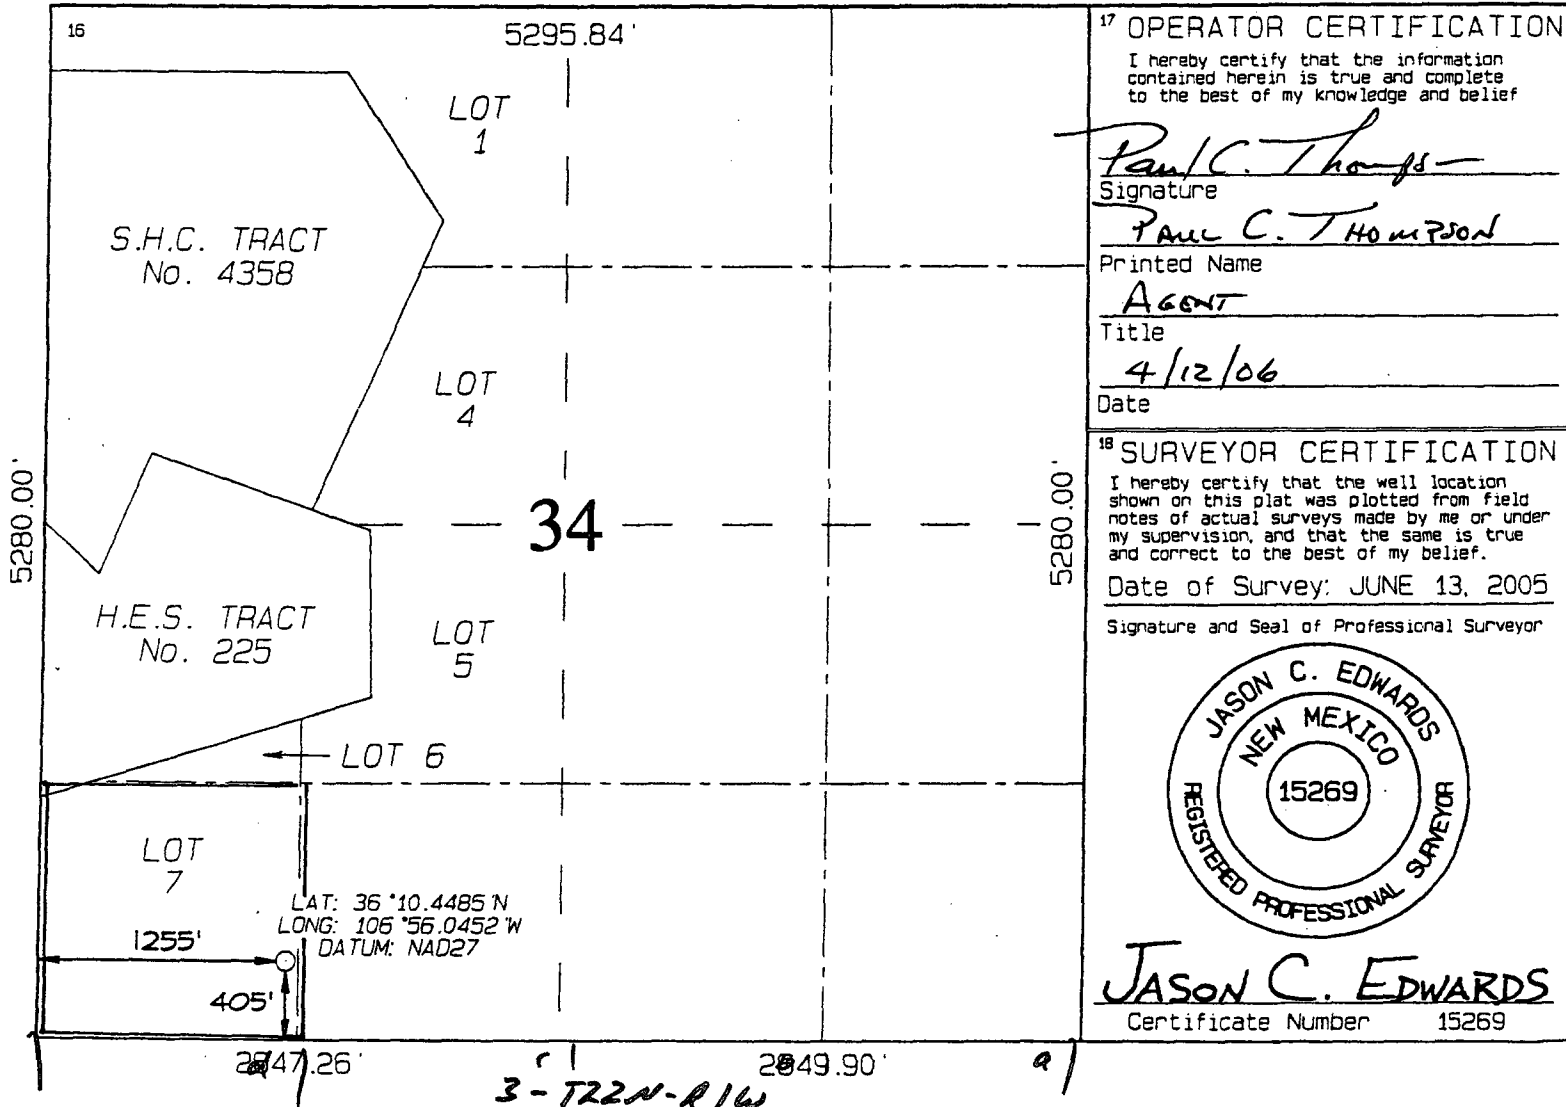 16
5295.84'
LOT
1
S.H.C. TRACT
No. 4358
LOT
4
5280.00'
34
5280.00'
H.E.S. TRACT
No. 225
LOT
5
LOT 6
LOT
7
LAT: 36°10.4485'N
LONG: 106°56.0452'W
DATUM: NAD27
1255'
405'
3-T22N-R1W
17 OPERATOR CERTIFICATION
I hereby certify that the information
contained herein is true and complete
to the best of my knowledge and belief
Paul C. Thompson
Signature
PAUL C. THOMPSON
Printed Name
AGENT
Title
4/12/06
Date
18 SURVEYOR CERTIFICATION
I hereby certify that the well location
shown on this plat was plotted from field
notes of actual surveys made by me or under
my supervision, and that the same is true
and correct to the best of my belief.
Date of Survey: JUNE 13, 2005
Signature and Seal of Professional Surveyor
JASON C. EDWARDS
NEW MEXICO
15269
REGISTERED PROFESSIONAL SURVEYOR
JASON C. EDWARDS
Certificate Number 15269